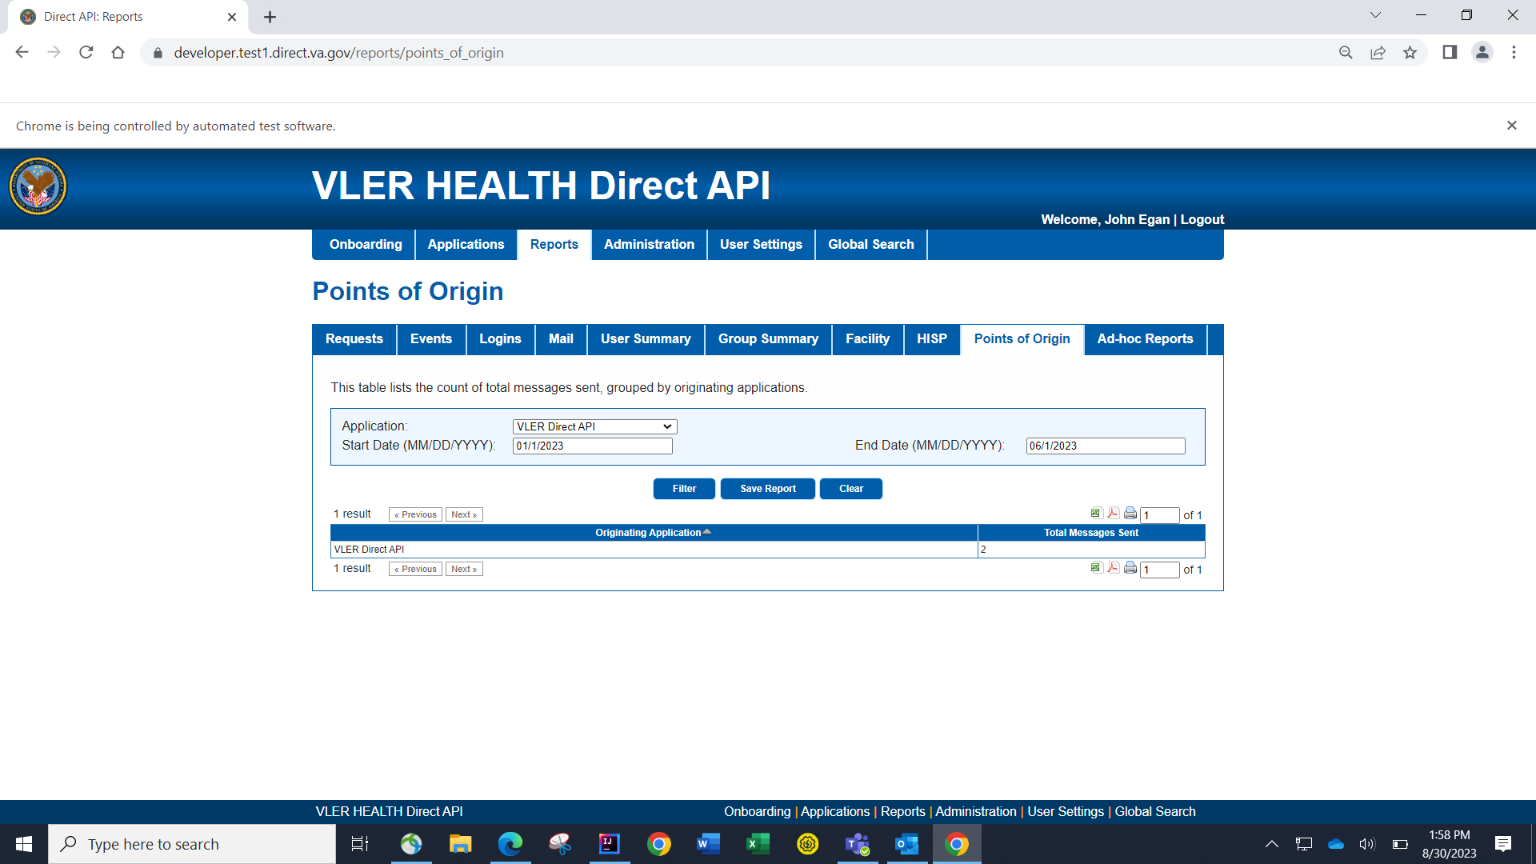 Direct API: Reports
developer.test1.direct.va.gov/reports/points_of_origin
Chrome is being controlled by automated test software.
VLER HEALTH Direct API
Welcome, John Egan | Logout
Onboarding Applications Reports Administration User Settings Global Search
Points of Origin
Requests Events Logins Mail User Summary Group Summary Facility HISP Points of Origin Ad-hoc Reports
This table lists the count of total messages sent, grouped by originating applications.
Application: VLER Direct API
Start Date (MM/DD/YYYY): 01/1/2023 End Date (MM/DD/YYYY): 06/1/2023
Filter Save Report Clear
1 result « Previous Next » 1 of 1
Originating Application Total Messages Sent
VLER Direct API 2
1 result « Previous Next » 1 of 1
VLER HEALTH Direct API Onboarding | Applications | Reports | Administration | User Settings | Global Search
Type here to search
1:58 PM
8/30/2023